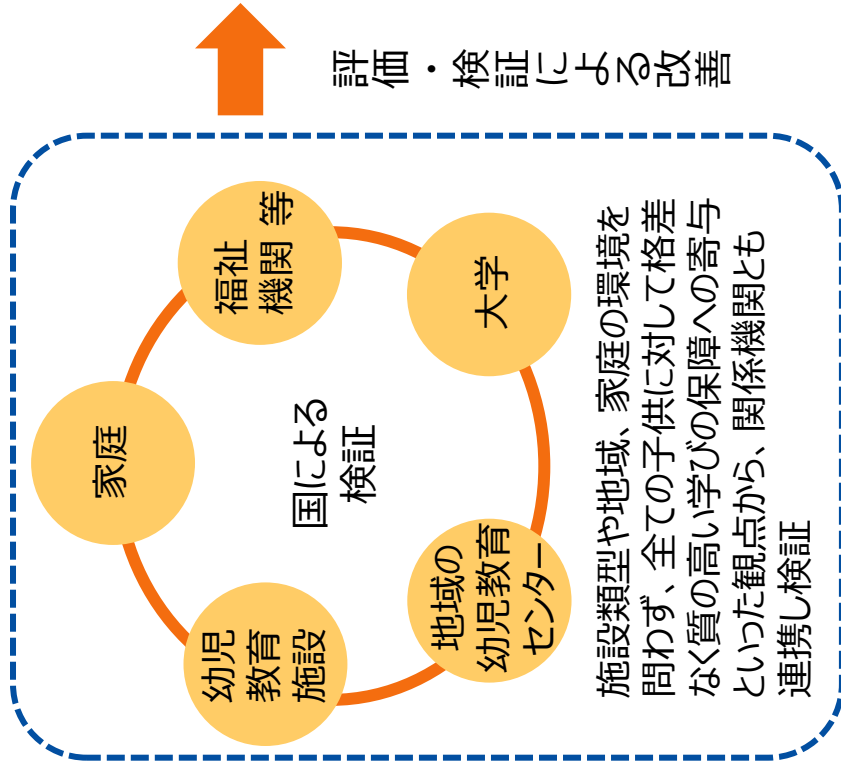 家庭
福祉
機関 等
大学
地域の
幼児教育
センター
幼児
教育
施設
国による
検証
施設類型や地域、家庭の環境を
問わず、全ての子供に対して格差
なく質の高い学びの保障への寄与
といった観点から、関係機関とも
連携し検証
評価・検証による改善